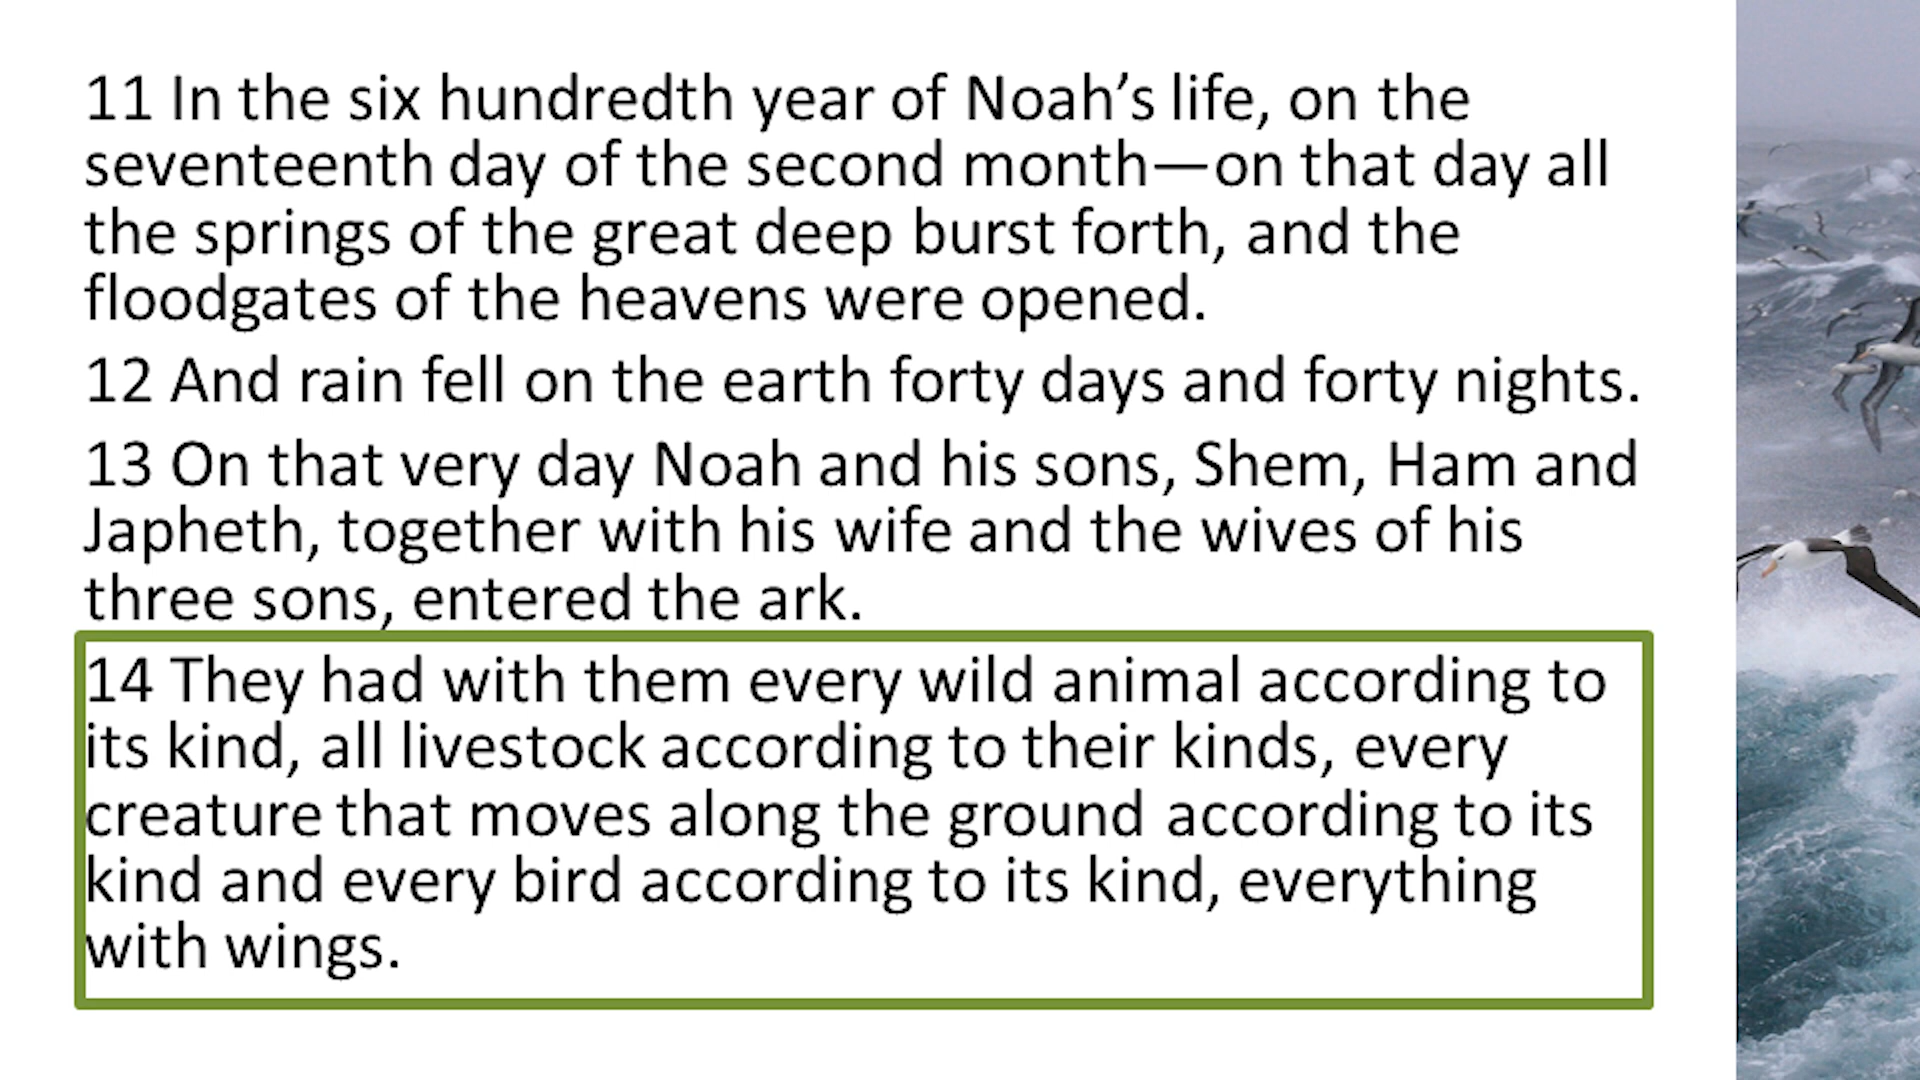 11 In the six hundredth year of Noah’s life, on the
seventeenth day of the second month—on that day all
the springs of the great deep burst forth, and the
floodgates of the heavens were opened.
12 And rain fell on the earth forty days and forty nights.
13 On that very day Noah and his sons, Shem, Ham and
Japheth, together with his wife and the wives of his
three sons, entered the ark.
14 They had with them every wild animal according to
its kind, all livestock according to their kinds, every
creature that moves along the ground according to its
kind and every bird according to its kind, everything
with wings.